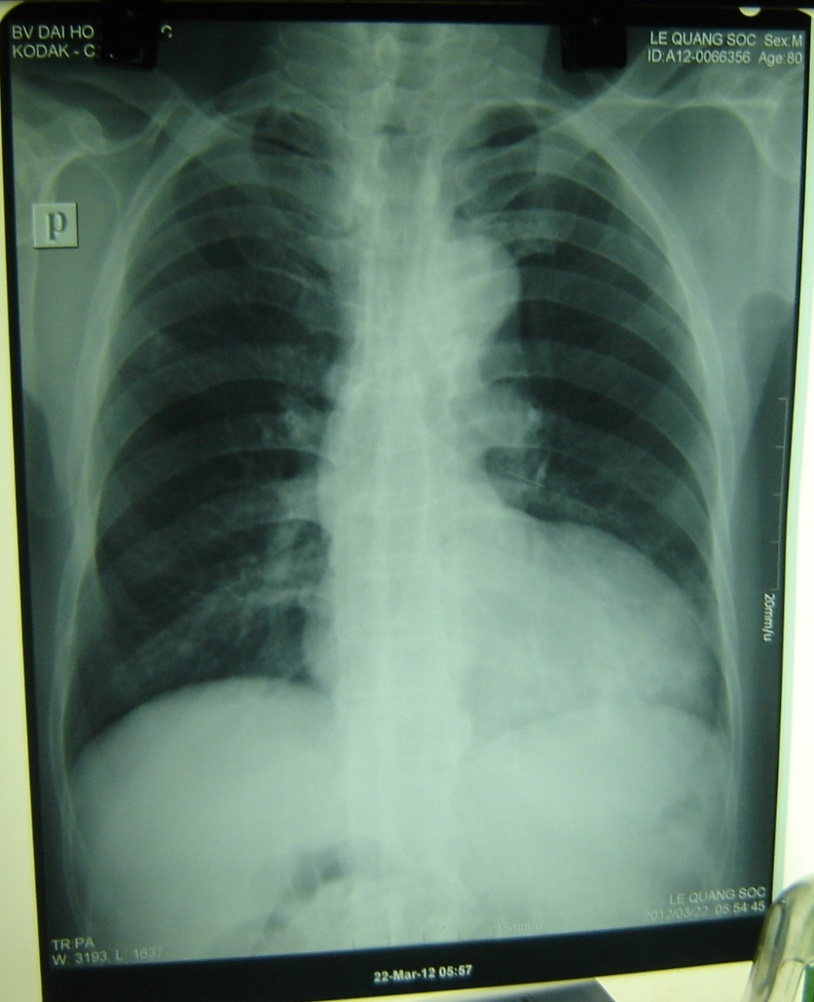 BV DAI HO C
KODAK - C
LE QUANG SOC Sex:M
ID:A12-0066356 Age:80
p
20mm/u
LE QUANG SOC
2012/03/22 05:54:45
TR:PA
W: 3193, L: 1637
22-Mar-12 05:57